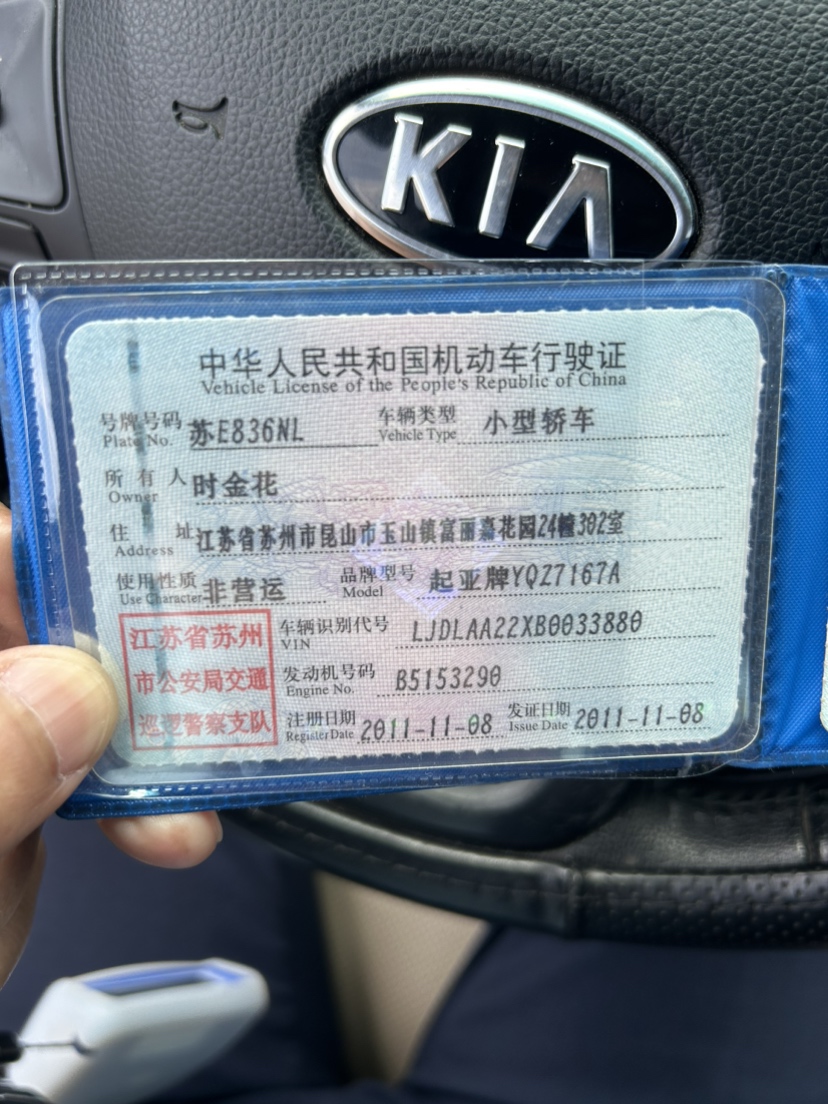 KIA
中华人民共和国机动车行驶证
Vehicle License of the People's Republic of China
号牌号码 Plate No. 苏E836NL 车辆类型 Vehicle Type 小型轿车
所有人 Owner 时金花
住址 Address 江苏省苏州市昆山市玉山镇富丽嘉花园24幢302室
使用性质 Use Character 非营运 品牌型号 Model 起亚牌YQZ7167A
江苏省苏州
市公安局交通
巡逻警察支队
车辆识别代号 VIN LJDLAA22XB0033880
发动机号码 Engine No. B5153290
注册日期 Register Date 2011-11-08 发证日期 Issue Date 2011-11-08